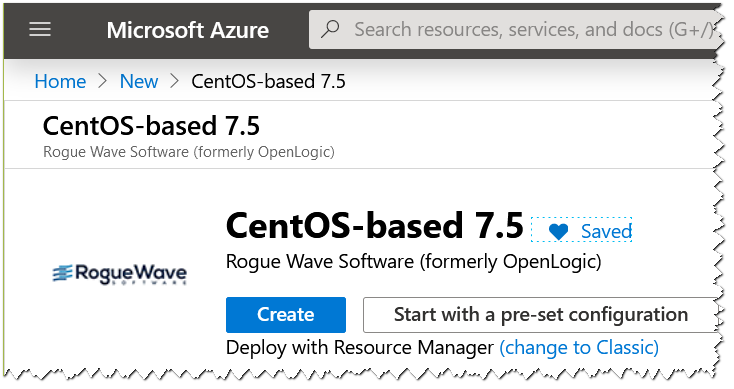 Microsoft Azure
Search resources, services, and docs (G+/)
Home > New > CentOS-based 7.5
CentOS-based 7.5
Rogue Wave Software (formerly OpenLogic)
CentOS-based 7.5
Saved
RogueWave
SOFTWARE
Rogue Wave Software (formerly OpenLogic)
Create
Start with a pre-set configuration
Deploy with Resource Manager (change to Classic)